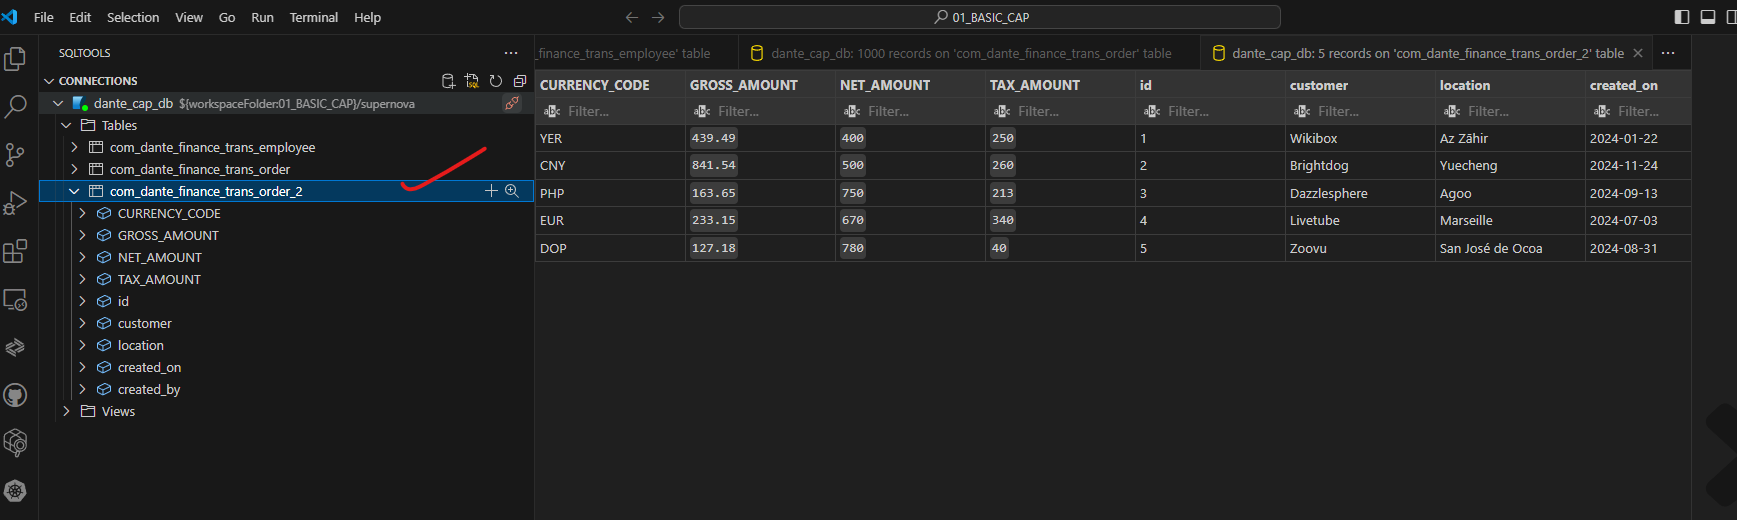 File Edit Selection View Go Run Terminal Help
01_BASIC_CAP
SQLTOOLS
CONNECTIONS
dante_cap_db ${workspaceFolder:01_BASIC_CAP}/supernova
Tables
com_dante_finance_trans_employee
com_dante_finance_trans_order
com_dante_finance_trans_order_2
CURRENCY_CODE
GROSS_AMOUNT
NET_AMOUNT
TAX_AMOUNT
id
customer
location
created_on
created_by
Views
_finance_trans_employee' table
dante_cap_db: 1000 records on 'com_dante_finance_trans_order' table
dante_cap_db: 5 records on 'com_dante_finance_trans_order_2' table
CURRENCY_CODE GROSS_AMOUNT NET_AMOUNT TAX_AMOUNT id customer location created_on
Filter... Filter... Filter... Filter... Filter... Filter... Filter... Filter...
YER 439.49 400 250 1 Wikibox Az Zāhir 2024-01-22
CNY 841.54 500 260 2 Brightdog Yuecheng 2024-11-24
PHP 163.65 750 213 3 Dazzlesphere Agoo 2024-09-13
EUR 233.15 670 340 4 Livetube Marseille 2024-07-03
DOP 127.18 780 40 5 Zoovu San José de Ocoa 2024-08-31